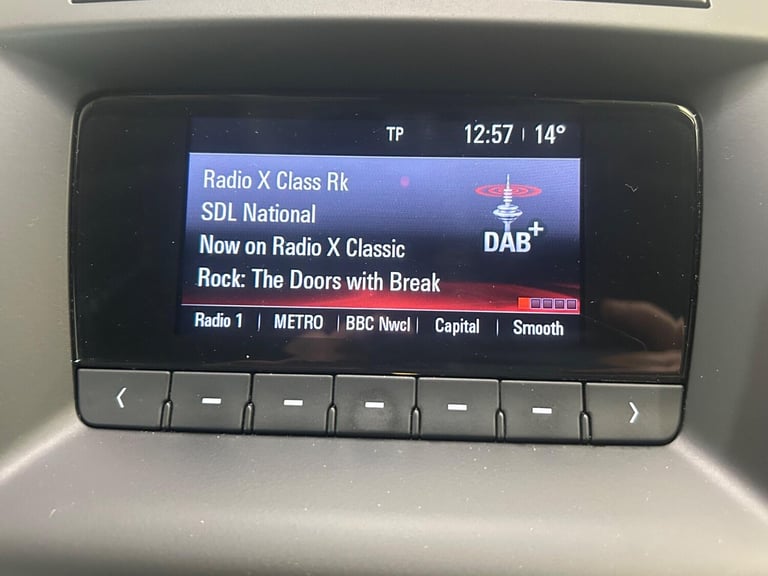 TP 12:57 14°
Radio X Class Rk
SDL National
Now on Radio X Classic
Rock: The Doors with Break
DAB+
Radio 1 | METRO | BBC Nwcl | Capital | Smooth